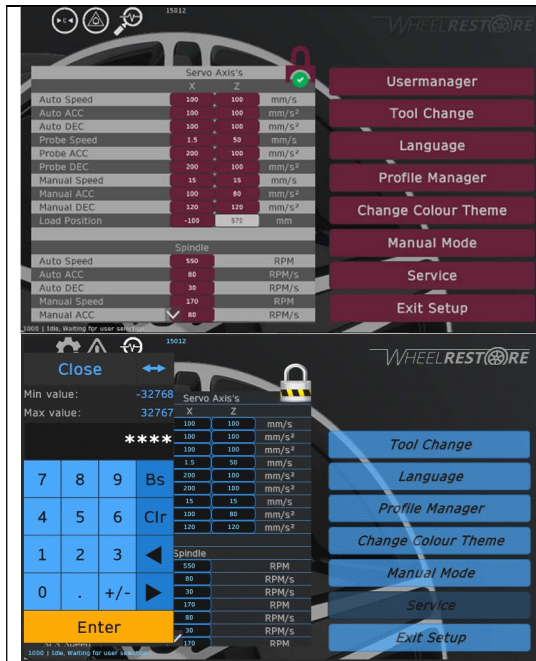 15012
WHEELRESTORE
Servo Axis's
X Z
Auto Speed 100 100 mm/s
Auto ACC 100 100 mm/s²
Auto DEC 100 100 mm/s²
Probe Speed 1.5 50 mm/s
Probe ACC 200 100 mm/s²
Probe DEC 200 100 mm/s²
Manual Speed 15 15 mm/s
Manual ACC 100 80 mm/s²
Manual DEC 120 120 mm/s²
Load Position -100 570 mm
Spindle
Auto Speed 550 RPM
Auto ACC 80 RPM/s
Auto DEC 30 RPM/s
Manual Speed 170 RPM
Manual ACC 80 RPM/s
1000 | Idle, Waiting for user selection
Usermanager
Tool Change
Language
Profile Manager
Change Colour Theme
Manual Mode
Service
Exit Setup
15012
WHEELRESTORE
Close
Min value: -32768
Max value: 32767
****
7 8 9 Bs
4 5 6 Clr
1 2 3
0 . +/-
Enter
Servo Axis's
X Z
100 100 mm/s
100 100 mm/s²
100 100 mm/s²
1.5 50 mm/s
200 100 mm/s²
200 100 mm/s²
15 15 mm/s
100 80 mm/s²
120 120 mm/s²
Spindle
550 RPM
80 RPM/s
30 RPM/s
170 RPM
80 RPM/s
30 RPM/s
170 RPM
1000 | Idle, Waiting for user selection
Tool Change
Language
Profile Manager
Change Colour Theme
Manual Mode
Service
Exit Setup